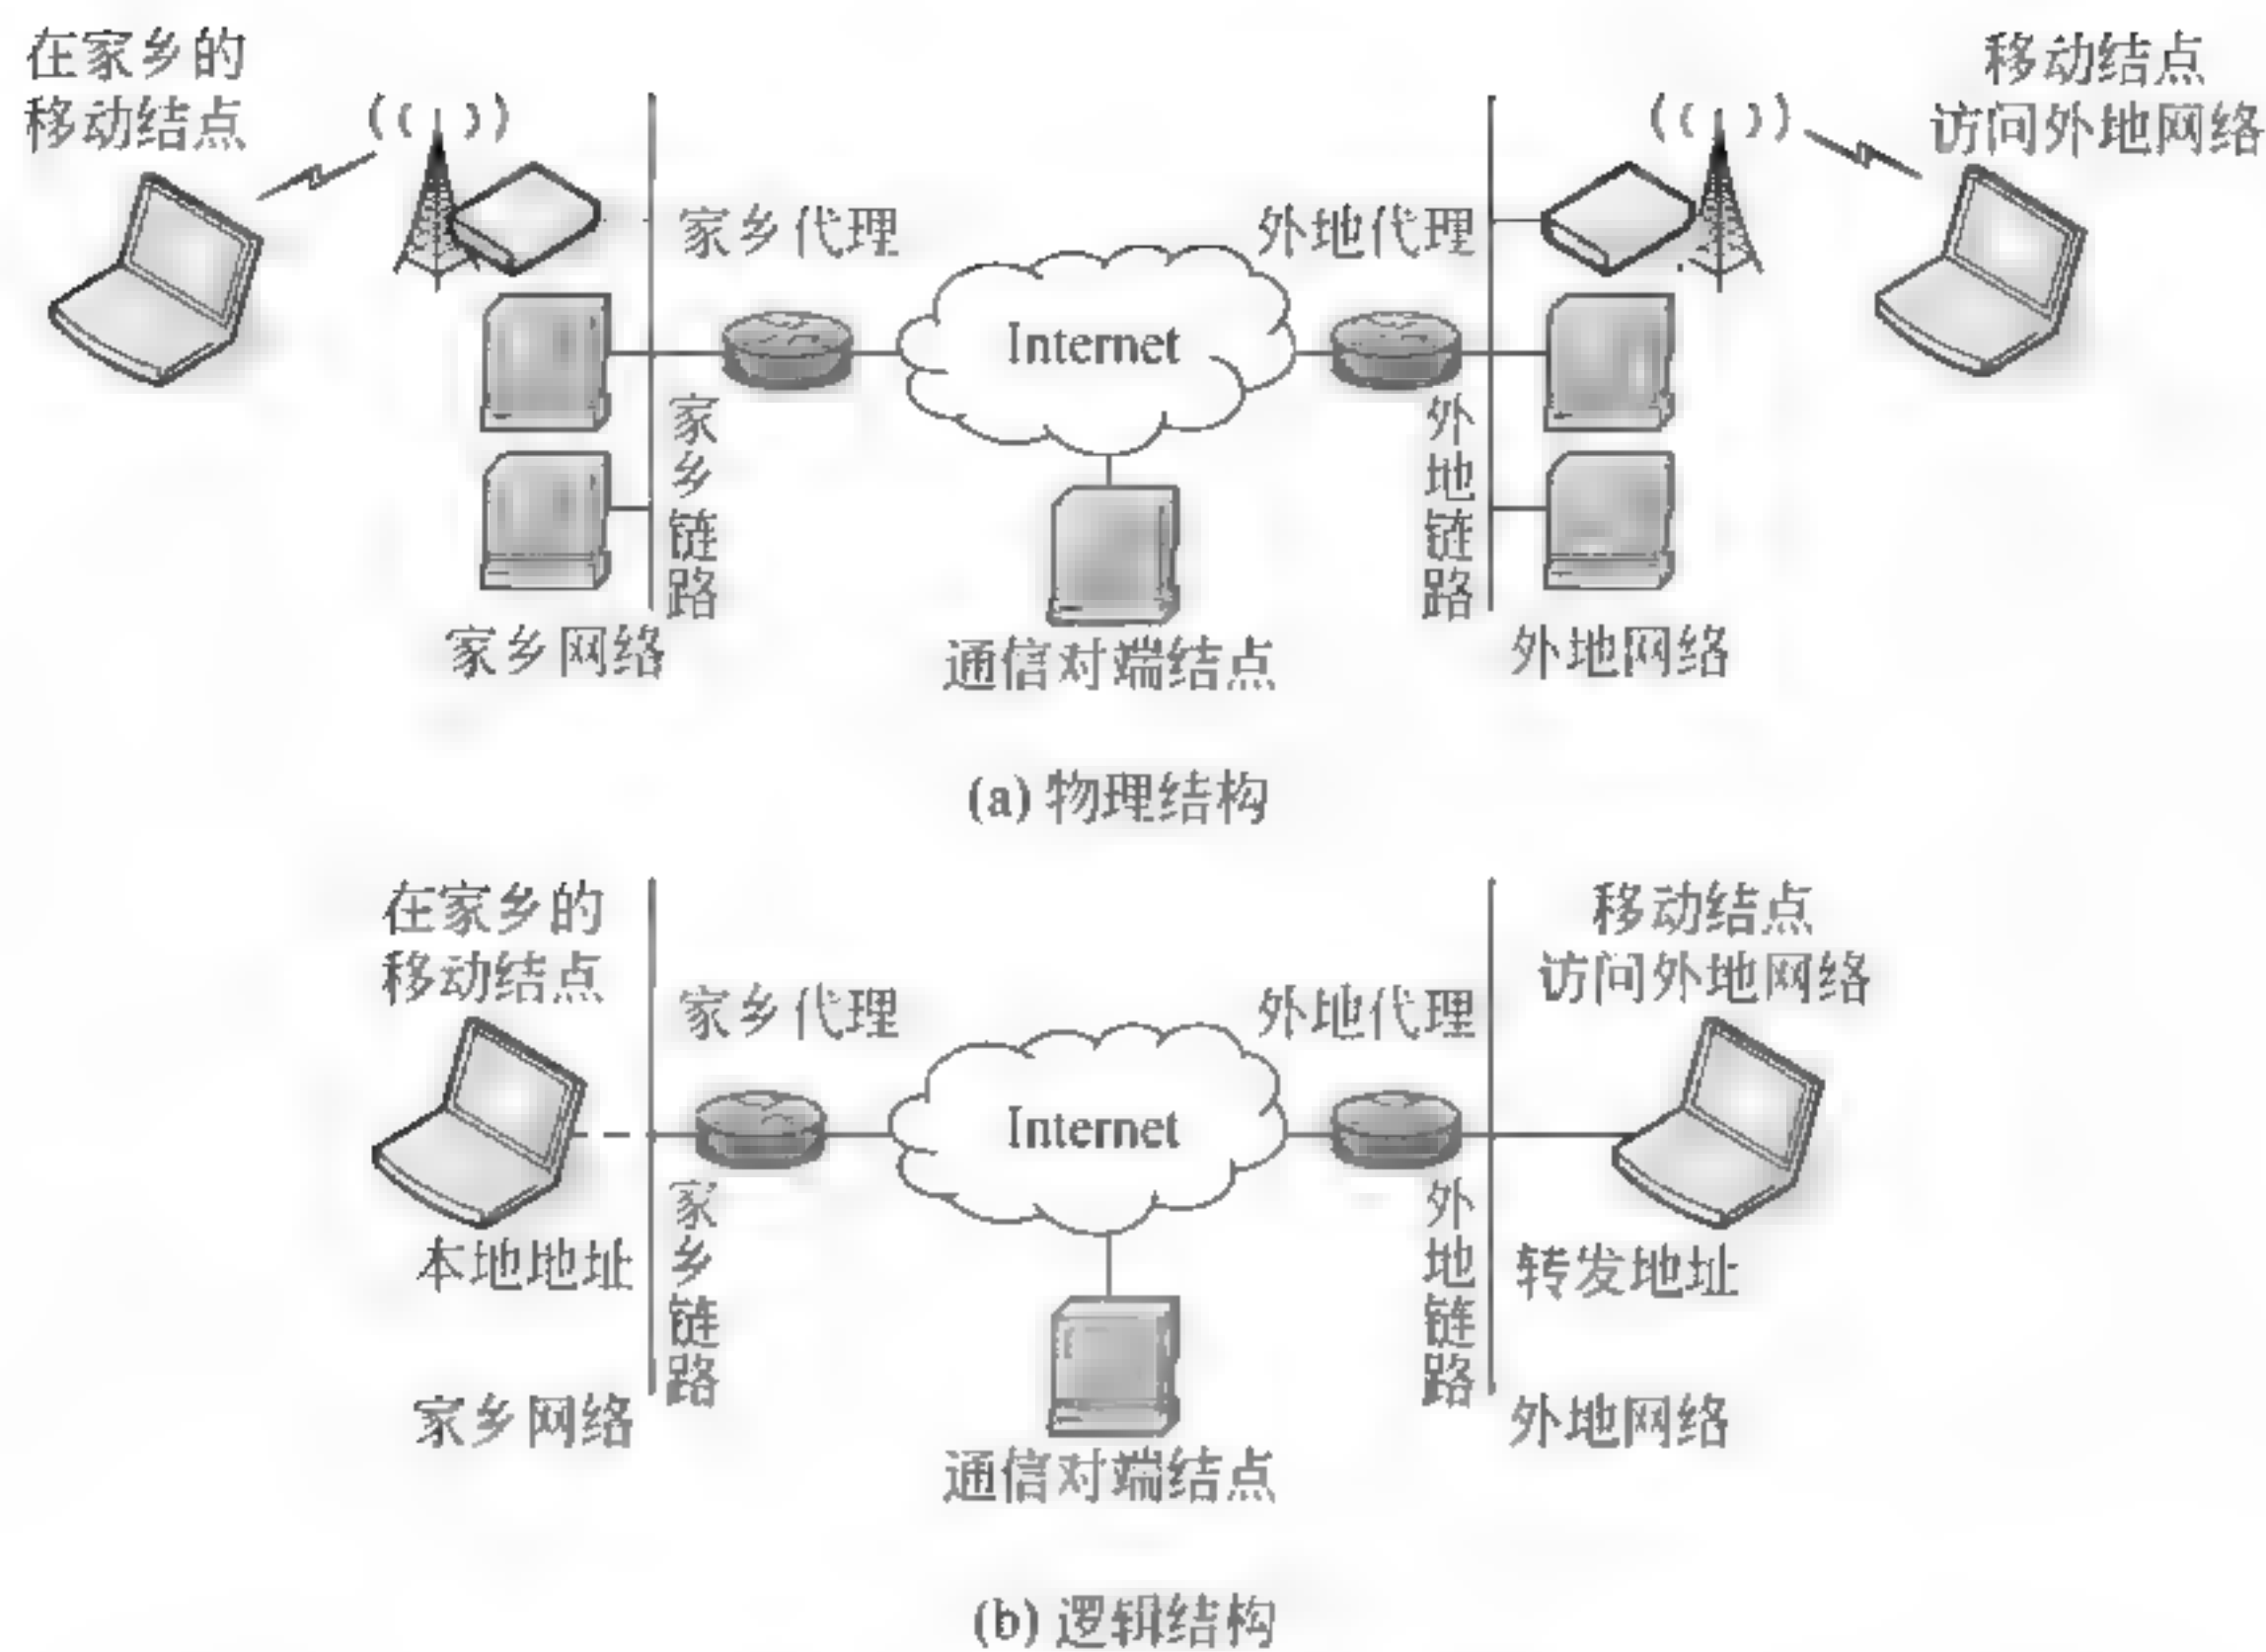 在家乡的
移动结点
移动结点
访问外地网络
家乡代理
外地代理
Internet
家乡链路
外地链路
家乡网络
通信对端结点
外地网络
(a) 物理结构
在家乡的
移动结点
移动结点
访问外地网络
家乡代理
外地代理
Internet
家乡链路
外地链路
本地地址
转发地址
家乡网络
外地网络
通信对端结点
(b) 逻辑结构